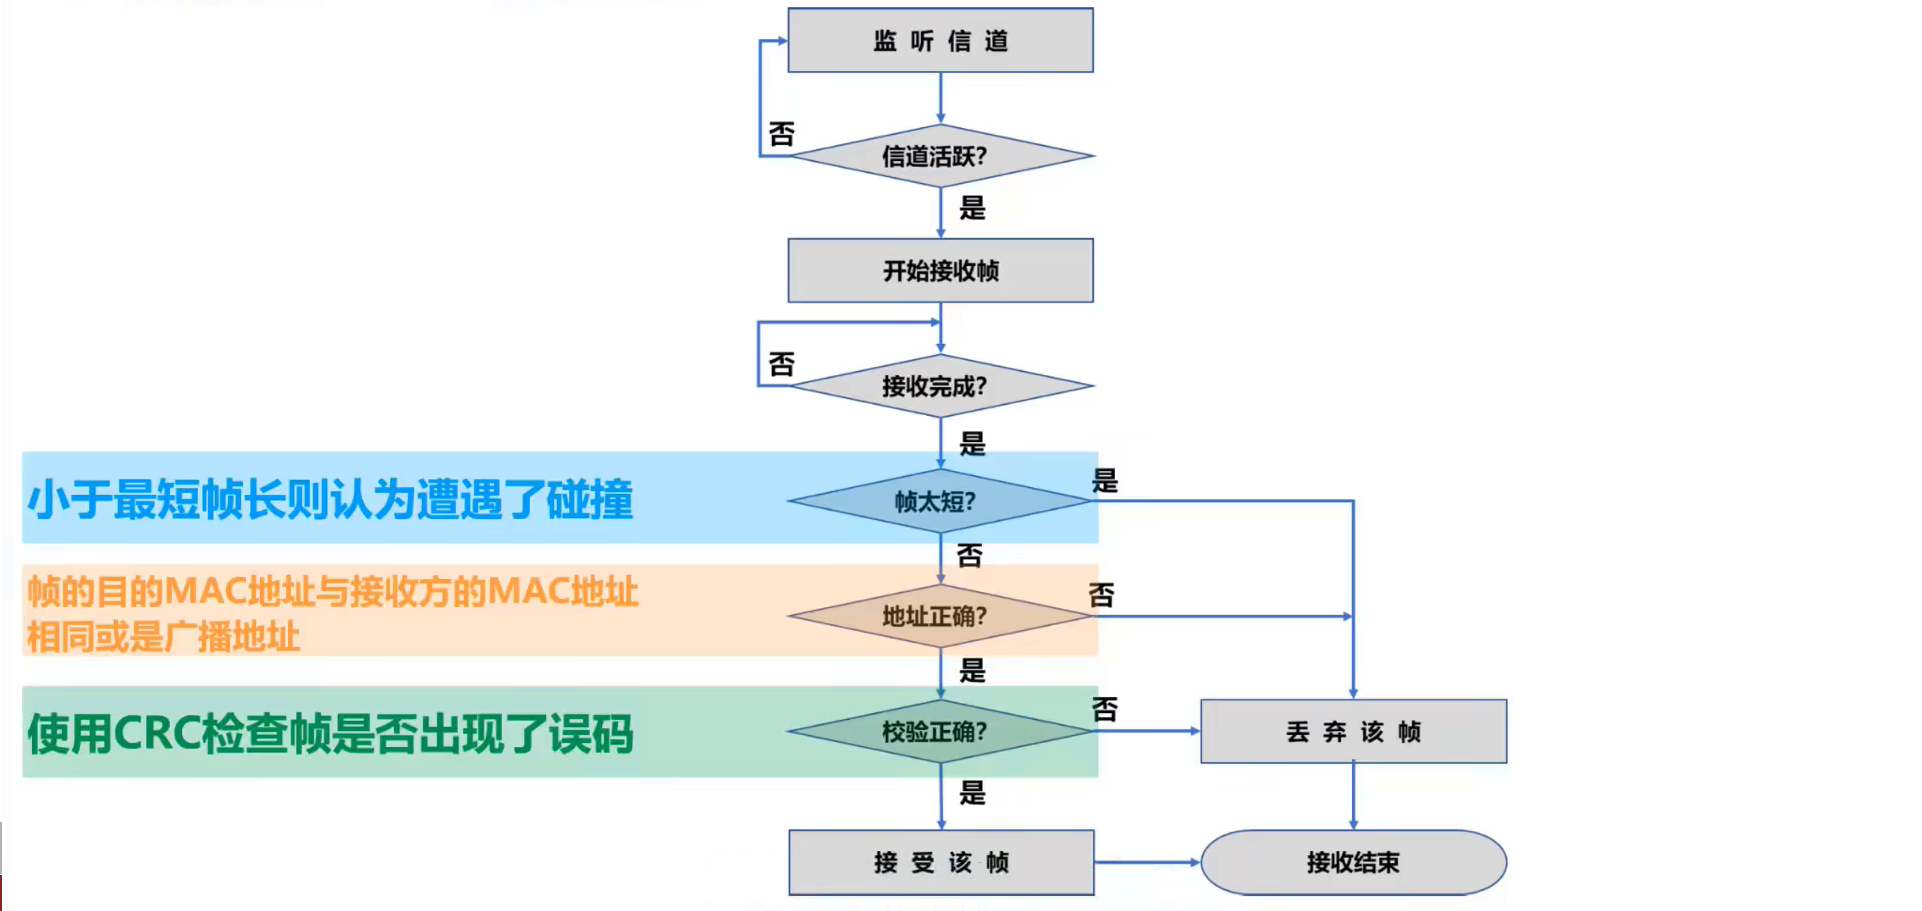 监 听 信 道
否
信道活跃?
是
开始接收帧
否
接收完成?
是
小于最短帧长则认为遭遇了碰撞
帧太短?
是
否
帧的目的MAC地址与接收方的MAC地址
相同或是广播地址
地址正确?
否
是
使用CRC检查帧是否出现了误码
校验正确?
否
丢 弃 该 帧
是
接 受 该 帧
接收结束